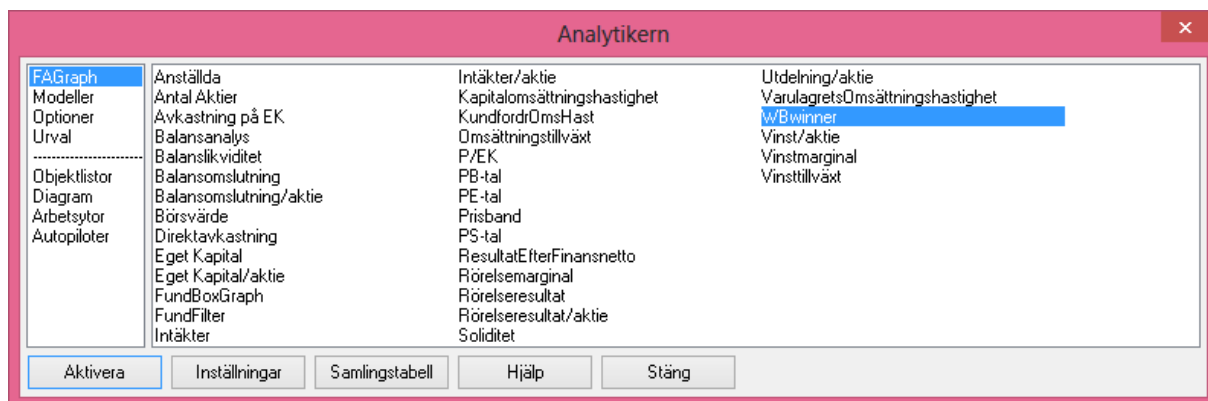 Analytikern
x
FAGraph
Modeller
Optioner
Urval
-----------------------
Objektlistor
Diagram
Arbetsytor
Autopiloter
Anställda
Antal Aktier
Avkastning på EK
Balansanalys
Balanslikviditet
Balansomslutning
Balansomslutning/aktie
Börsvärde
Direktavkastning
Eget Kapital
Eget Kapital/aktie
FundBoxGraph
FundFilter
Intäkter
Intäkter/aktie
Kapitalomsättningshastighet
KundfordrOmsHast
Omsättningstillväxt
P/EK
PB-tal
PE-tal
Prisband
PS-tal
ResultatEfterFinansnetto
Rörelsemarginal
Rörelseresultat
Rörelseresultat/aktie
Soliditet
Utdelning/aktie
VarulagretsOmsättningshastighet
WBwinner
Vinst/aktie
Vinstmarginal
Vinsttillväxt
Aktivera
Inställningar
Samlingstabell
Hjälp
Stäng